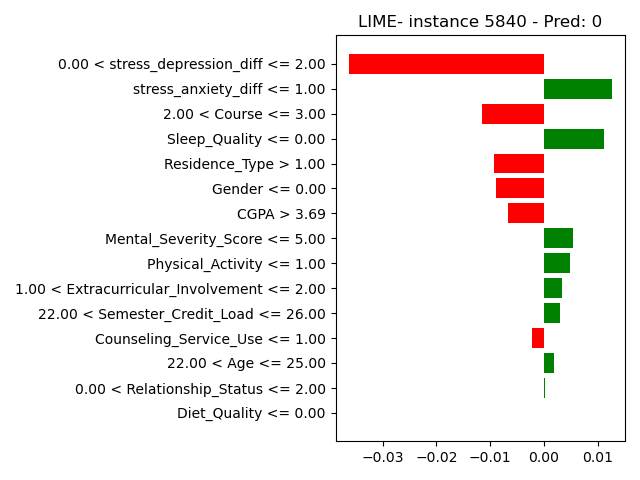 LIME- instance 5840 - Pred: 0
0.00 < stress_depression_diff <= 2.00
stress_anxiety_diff <= 1.00
2.00 < Course <= 3.00
Sleep_Quality <= 0.00
Residence_Type > 1.00
Gender <= 0.00
CGPA > 3.69
Mental_Severity_Score <= 5.00
Physical_Activity <= 1.00
1.00 < Extracurricular_Involvement <= 2.00
22.00 < Semester_Credit_Load <= 26.00
Counseling_Service_Use <= 1.00
22.00 < Age <= 25.00
0.00 < Relationship_Status <= 2.00
Diet_Quality <= 0.00
−0.03 −0.02 −0.01 0.00 0.01